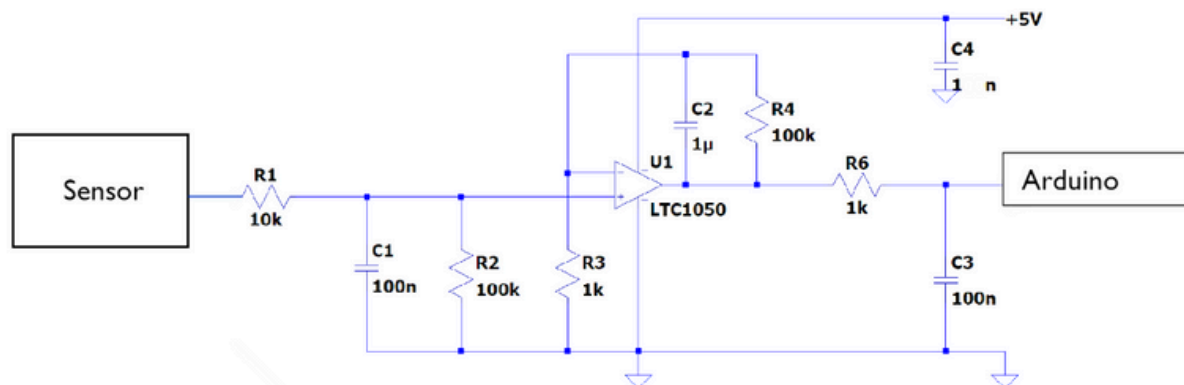 +5V
C4
1 n
C2
1µ
R4
100k
Sensor
R1
10k
U1
LTC1050
R6
1k
Arduino
C1
100n
R2
100k
R3
1k
C3
100n